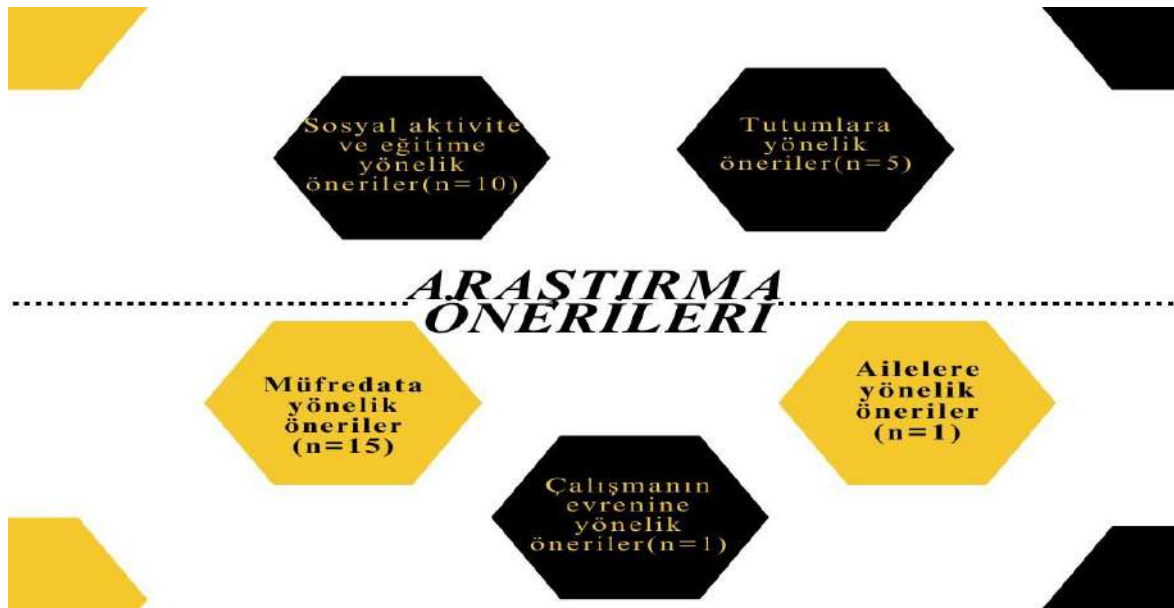 Sosyal aktivite
ve eğitime
yönelik
öneriler(n=10)
Tutumlara
yönelik
öneriler(n=5)
ARAŞTIRMA
ÖNERİLERİ
Müfredata
yönelik
öneriler
(n=15)
Ailelere
yönelik
öneriler
(n=1)
Çalışmanın
evrenine
yönelik
öneriler(n=1)